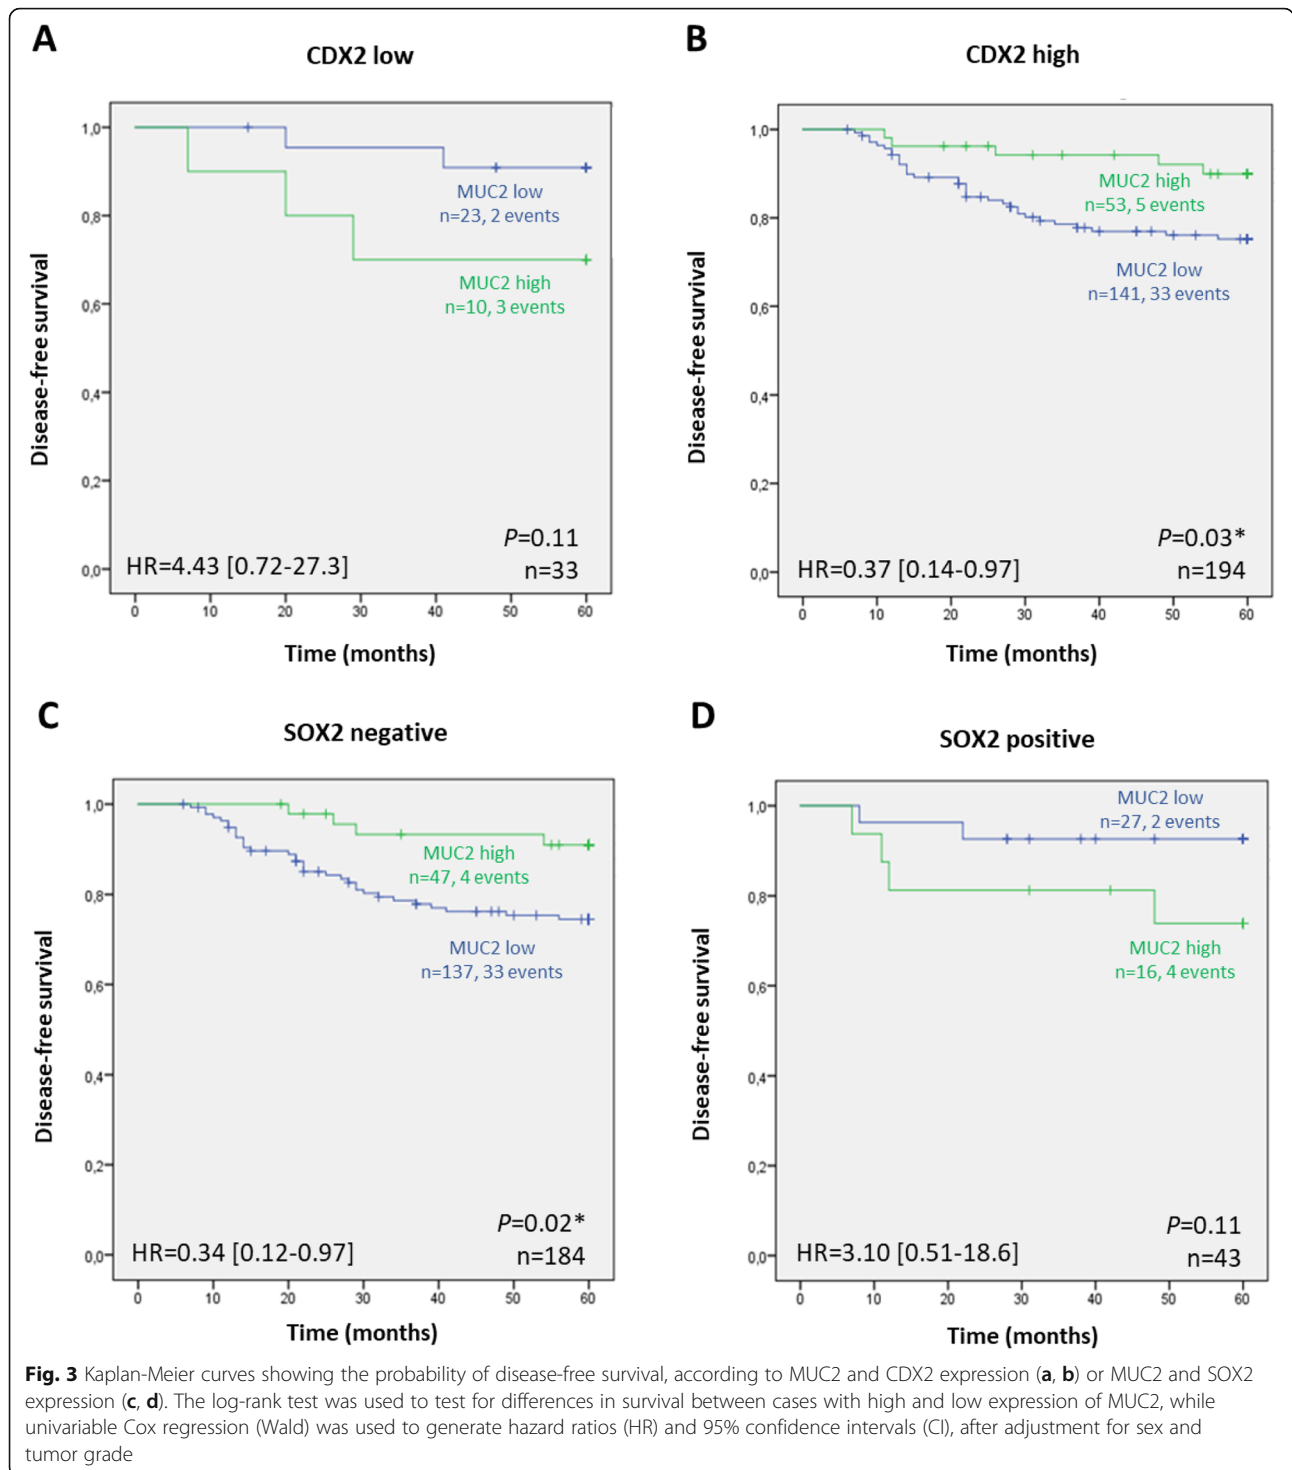 A
CDX2 low
1,0
0,8
0,6
0,4
0,2
0,0
Disease-free survival
MUC2 low
n=23, 2 events
MUC2 high
n=10, 3 events
P=0.11
HR=4.43 [0.72-27.3]
n=33
0 10 20 30 40 50 60
Time (months)
B
CDX2 high
1,0
0,8
0,6
0,4
0,2
0,0
Disease-free survival
MUC2 high
n=53, 5 events
MUC2 low
n=141, 33 events
P=0.03*
HR=0.37 [0.14-0.97]
n=194
0 10 20 30 40 50 60
Time (months)
C
SOX2 negative
1,0
0,8
0,6
0,4
0,2
0,0
Disease-free survival
MUC2 high
n=47, 4 events
MUC2 low
n=137, 33 events
P=0.02*
HR=0.34 [0.12-0.97]
n=184
0 10 20 30 40 50 60
Time (months)
D
SOX2 positive
1,0
0,8
0,6
0,4
0,2
0,0
Disease-free survival
MUC2 low
n=27, 2 events
MUC2 high
n=16, 4 events
P=0.11
HR=3.10 [0.51-18.6]
n=43
0 10 20 30 40 50 60
Time (months)
Fig. 3 Kaplan-Meier curves showing the probability of disease-free survival, according to MUC2 and CDX2 expression (a, b) or MUC2 and SOX2
expression (c, d). The log-rank test was used to test for differences in survival between cases with high and low expression of MUC2, while
univariable Cox regression (Wald) was used to generate hazard ratios (HR) and 95% confidence intervals (CI), after adjustment for sex and
tumor grade